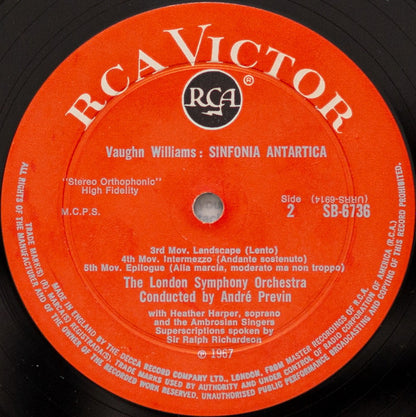 RCA VICTOR
RCA
®
Vaughn Williams: SINFONIA ANTARTICA
"Stereo Orthophonic"
High Fidelity
M.C.P.S.
Side
2
(URRS-6914)
SB-6736
3rd Mov. Landscape (Lento)
4th Mov. Intermezzo (Andante sostenuto)
5th Mov. Epilogue (Alla marcia, moderato ma non troppo)
The London Symphony Orchestra
Conducted by André Previn
with Heather Harper, soprano
and the Ambrosian Singers
Superscriptions spoken by
Sir Ralph Richardson
℗ 1967
MADE IN ENGLAND BY THE DECCA RECORD COMPANY LTD., LONDON, FROM MASTER RECORDINGS OF R.C.A.
TRADE MARK(S) (R) MARCA(S) REGISTRADA(S) TRADE MARKS USED BY AUTHORITY AND UNDER CONTROL OF RADIO CORPORATION OF AMERICA (R.C.A.)
ALL RIGHTS OF THE MANUFACTURER AND OF THE OWNER OF THE RECORDED WORK RESERVED. UNAUTHORISED PUBLIC PERFORMANCE BROADCASTING AND COPYING OF THIS RECORD PROHIBITED